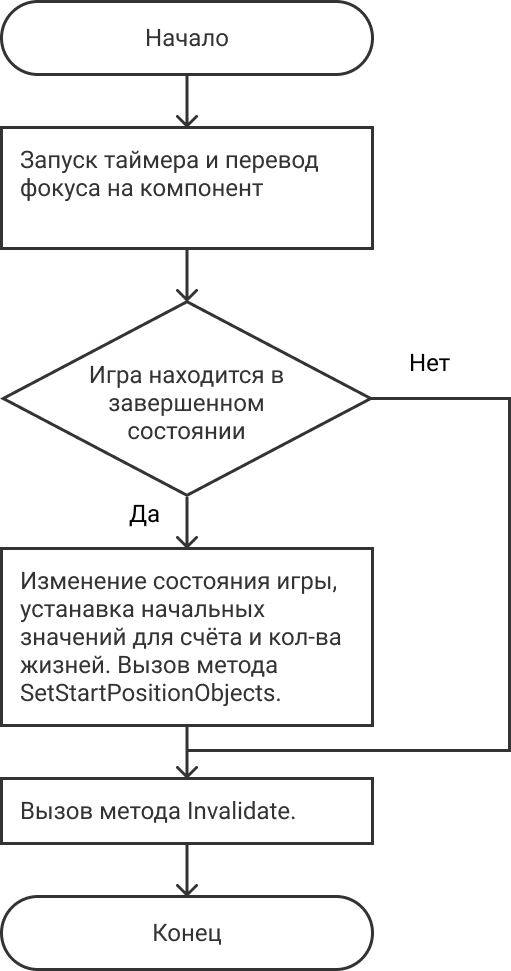 Начало
Запуск таймера и перевод
фокуса на компонент
Игра находится в
завершенном
состоянии
Нет
Да
Изменение состояния игры,
устанавка начальных
значений для счёта и кол-ва
жизней. Вызов метода
SetStartPositionObjects.
Вызов метода Invalidate.
Конец